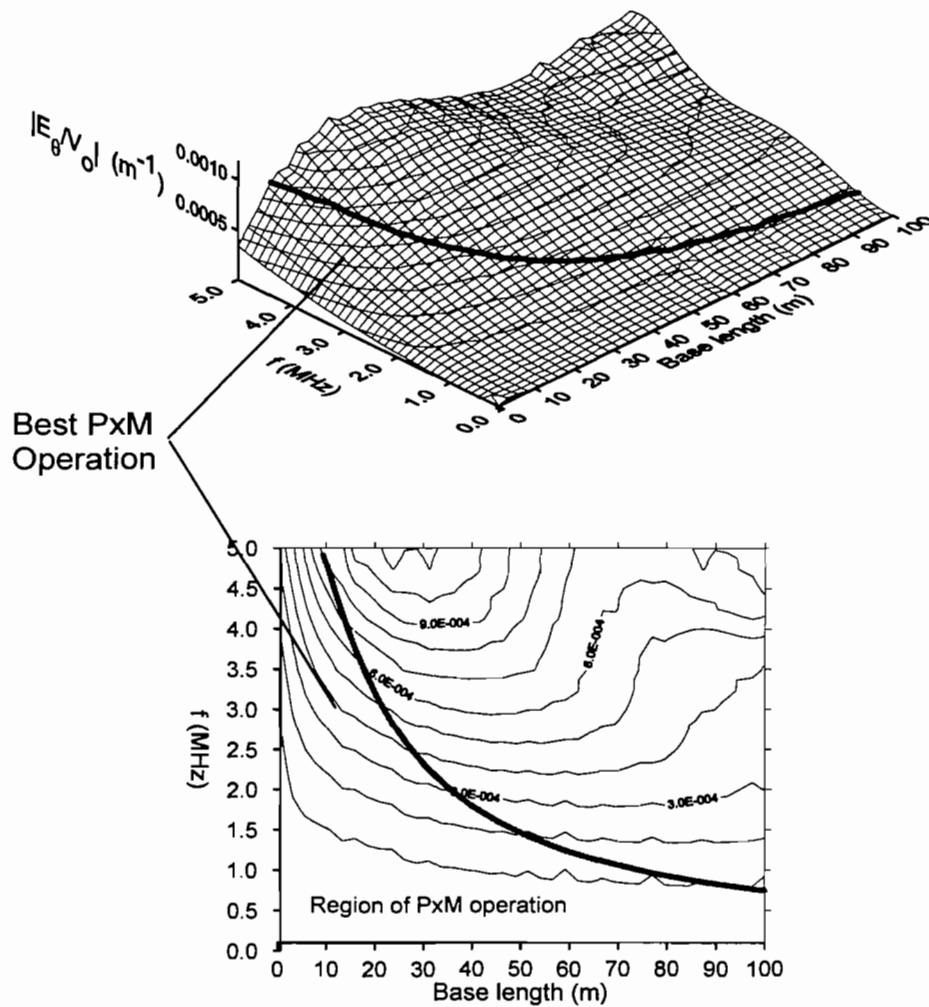 |E_θ/V_o| (m⁻¹)
0.0010
0.0005
5.0
4.0
3.0
2.0
1.0
0.0
f (MHz)
0
10
20
30
40
50
60
70
80
90
100
Base length (m)
Best PxM
Operation
5.0
4.5
4.0
3.5
3.0
2.5
2.0
1.5
1.0
0.5
0.0
f (MHz)
9.0E-004
6.0E-004
6.0E-004
3.0E-004
Region of PxM operation
0 10 20 30 40 50 60 70 80 90 100
Base length (m)